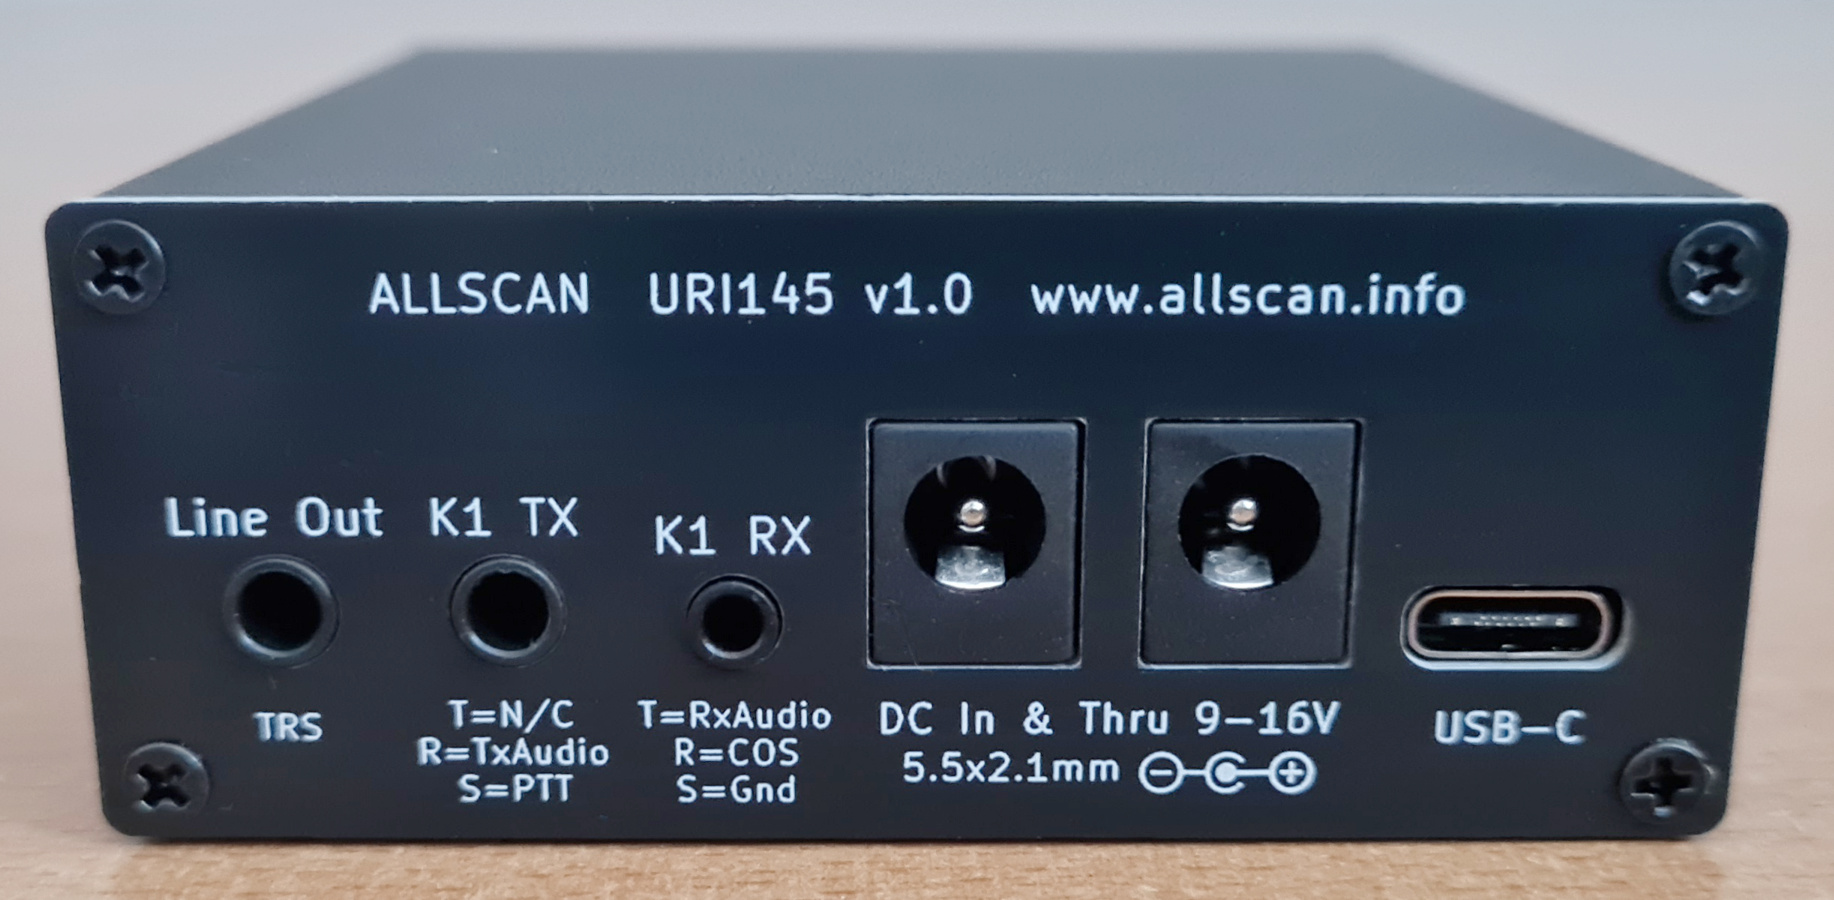 ALLSCAN URI145 v1.0 www.allscan.info
Line Out
K1 TX
K1 RX
TRS
T=N/C
R=TxAudio
S=PTT
T=RxAudio
R=COS
S=Gnd
DC In & Thru 9-16V
5.5x2.1mm
USB-C